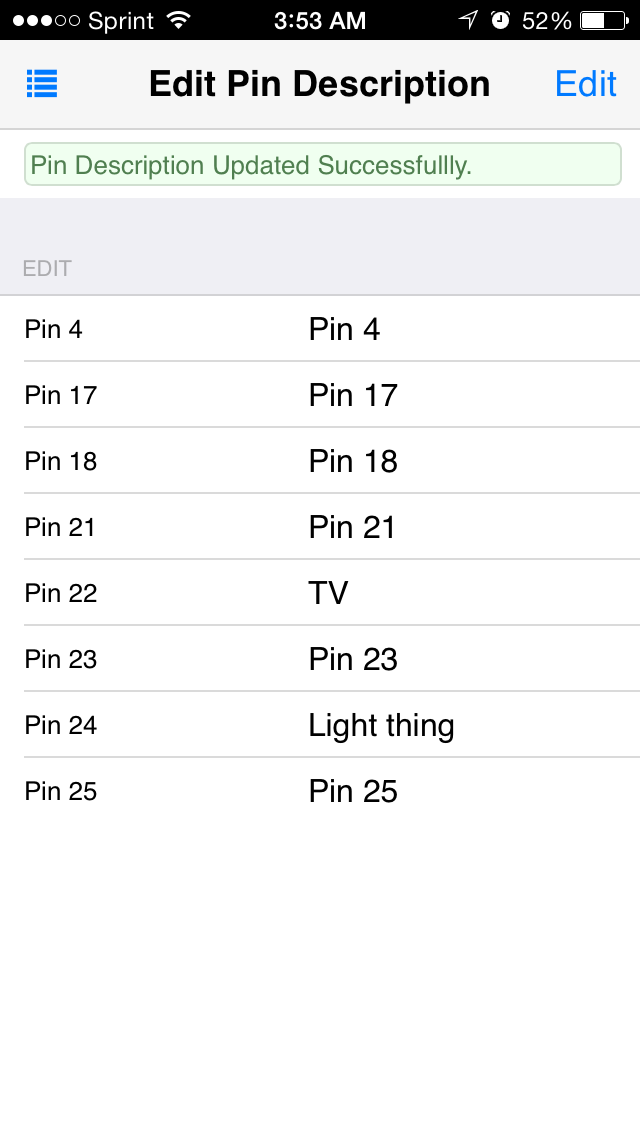 Sprint 3:53 AM 52%
Edit Pin Description Edit
Pin Description Updated Successfullly.
EDIT
Pin 4 Pin 4
Pin 17 Pin 17
Pin 18 Pin 18
Pin 21 Pin 21
Pin 22 TV
Pin 23 Pin 23
Pin 24 Light thing
Pin 25 Pin 25